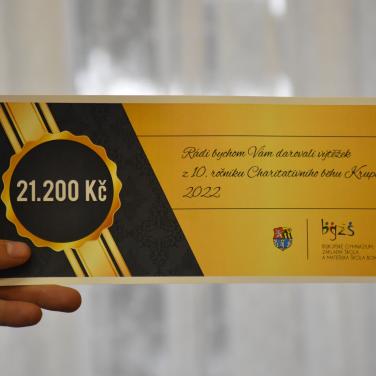 21.200 Kč
Rádi bychom Vám darovali výtěžek
z 10. ročníku Charitativního běhu Krupá
2022
bgzš
BISKUPSKÉ GYMNÁZIUM,
ZÁKLADNÍ ŠKOLA
A MATEŘSKÁ ŠKOLA